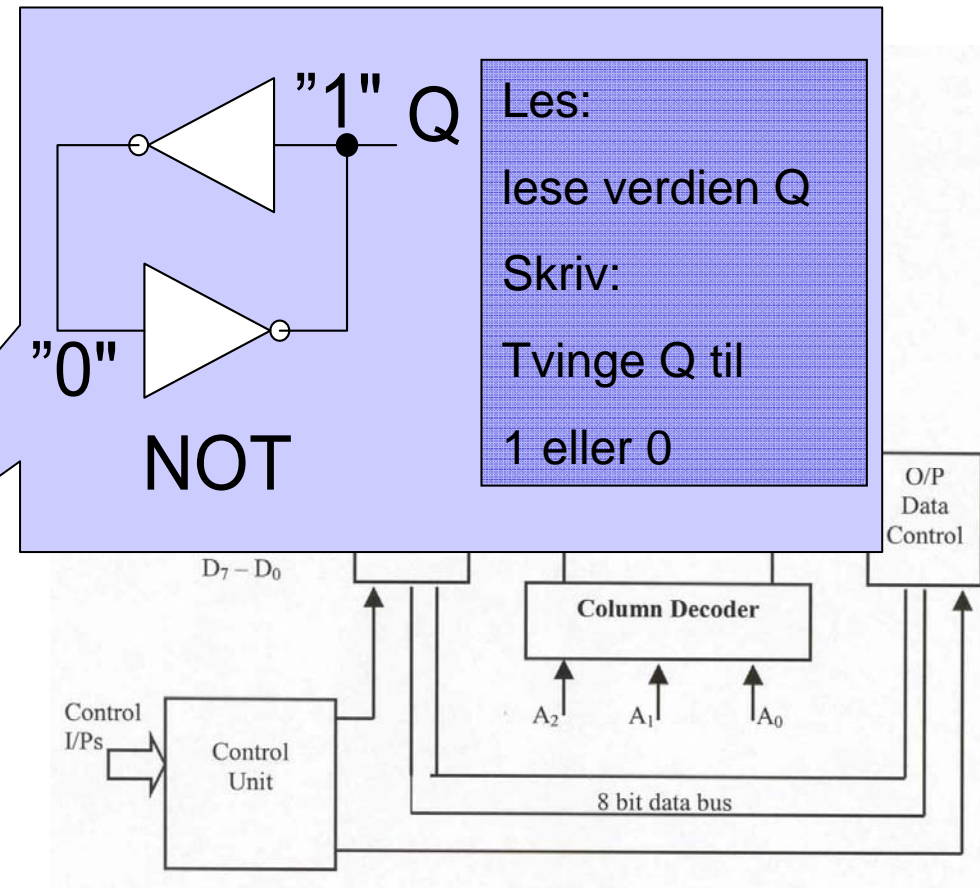 ”1" Q
”0"
NOT
Les:
lese verdien Q
Skriv:
Tvinge Q til
1 eller 0
O/P
Data
Control
D₇ – D₀
Column Decoder
A₂ A₁ A₀
Control
I/Ps
Control
Unit
8 bit data bus